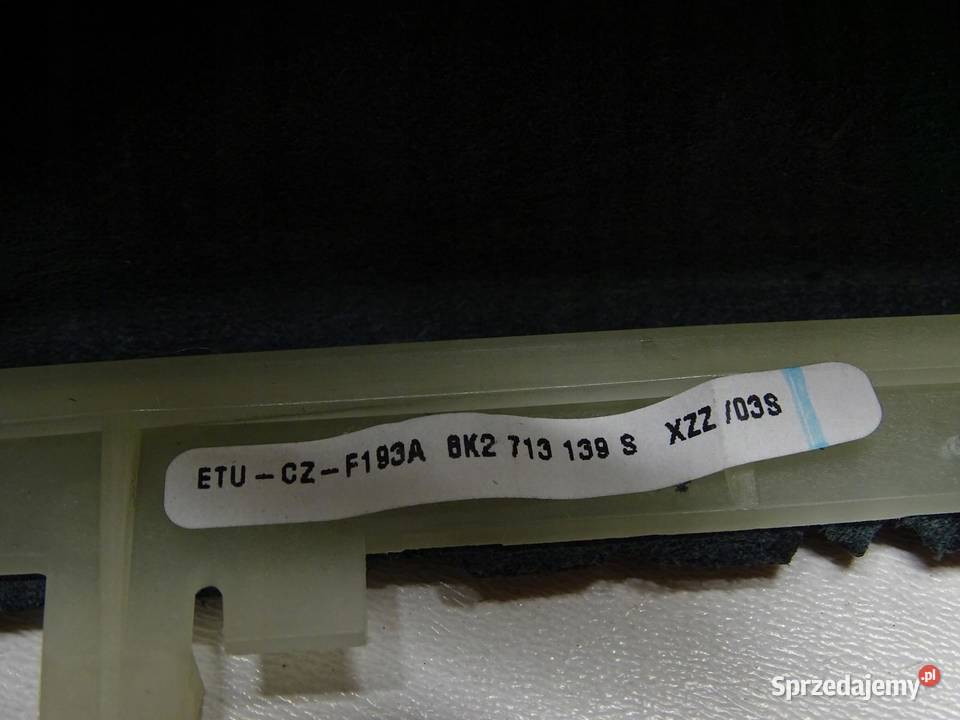 ETU-CZ-F193A 8K2 713 139 S XZZ /03S
Sprzedajemy.pl